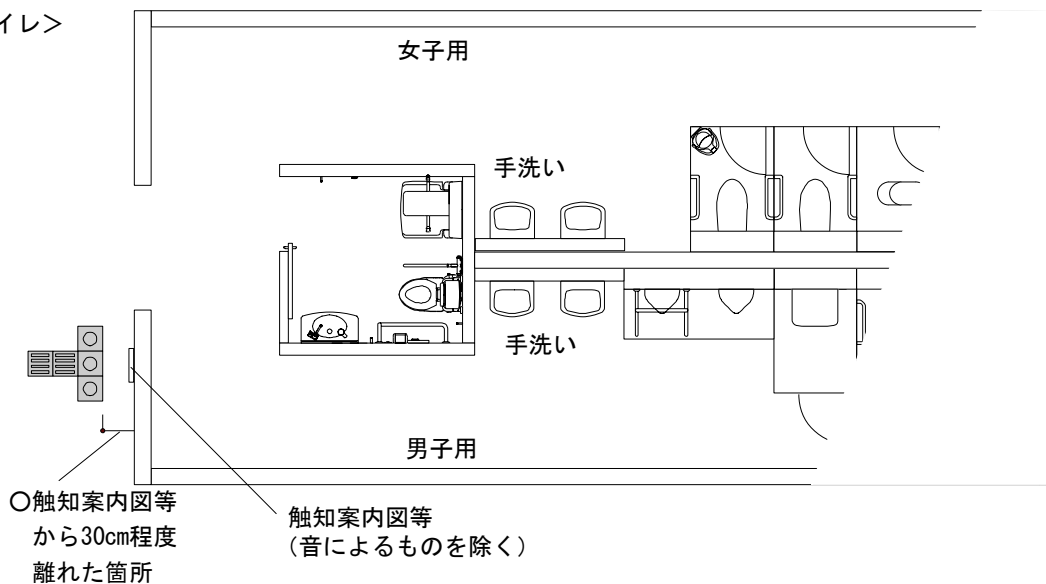 イレ>
女子用
手洗い
手洗い
男子用
○触知案内図等
から30cm程度
離れた箇所
触知案内図等
（音によるものを除く）